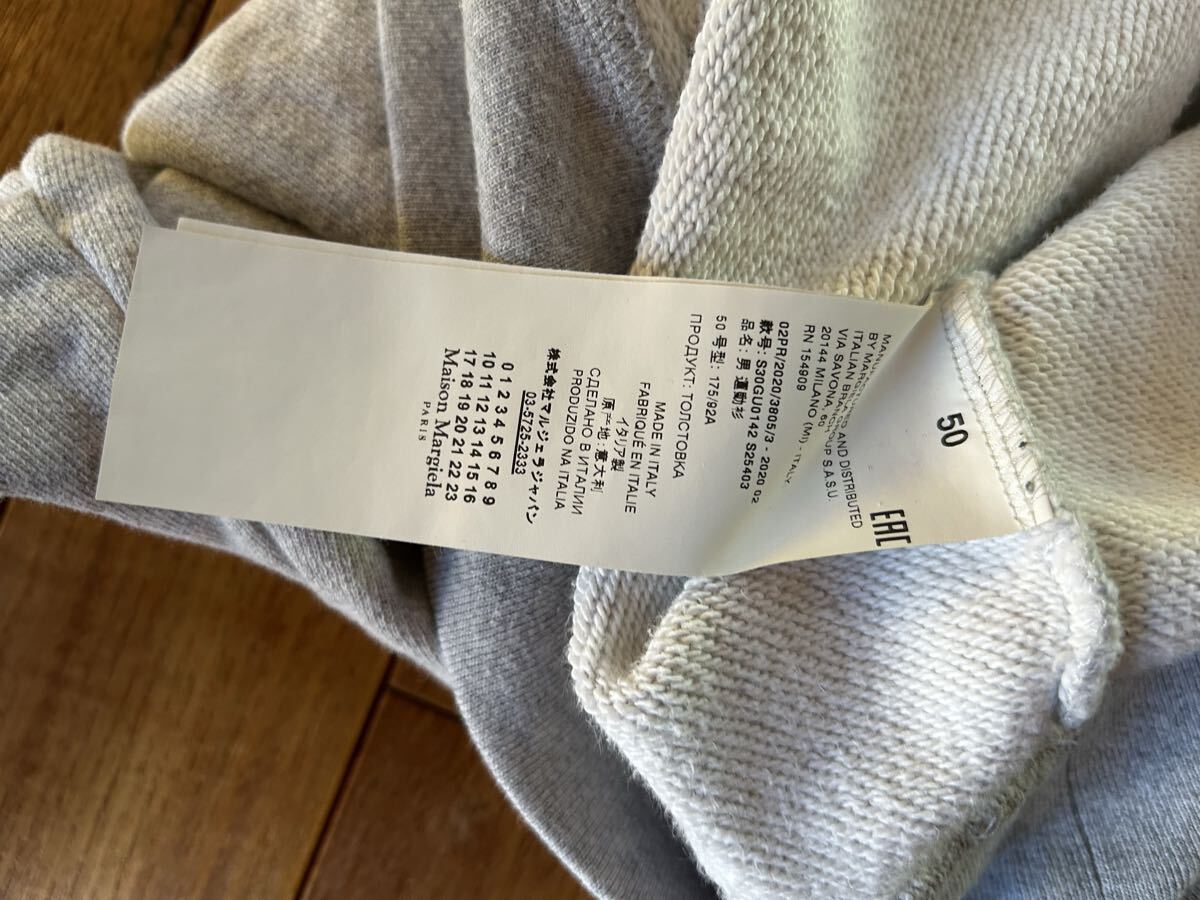 50
EAC
BY
ITALIAN AND DISTRIBUTED
VIA SAVONA, S.A.S.U.
20144 MILANO (MI) - ITALY
RN 154909
02PR/2020/3805/3 - 2020 02
款号: S30GU0142 S25403
品名: 男 運動衫
50 号型: 175/92A
ПРОДУКТ: ТОЛСТОВКА
MADE IN ITALY
FABRIQUÉ EN ITALIE
イタリア製
原产地: 意大利
СДЕЛАНО В ИТАЛИИ
PRODUZIDO NA ITALIA
株式会社マルジェラジャパン
03-5725-2333
0 1 2 3 4 5 6 7 8 9
10 11 12 13 14 15 16
17 18 19 20 21 22 23
Maison Margiela
PARIS